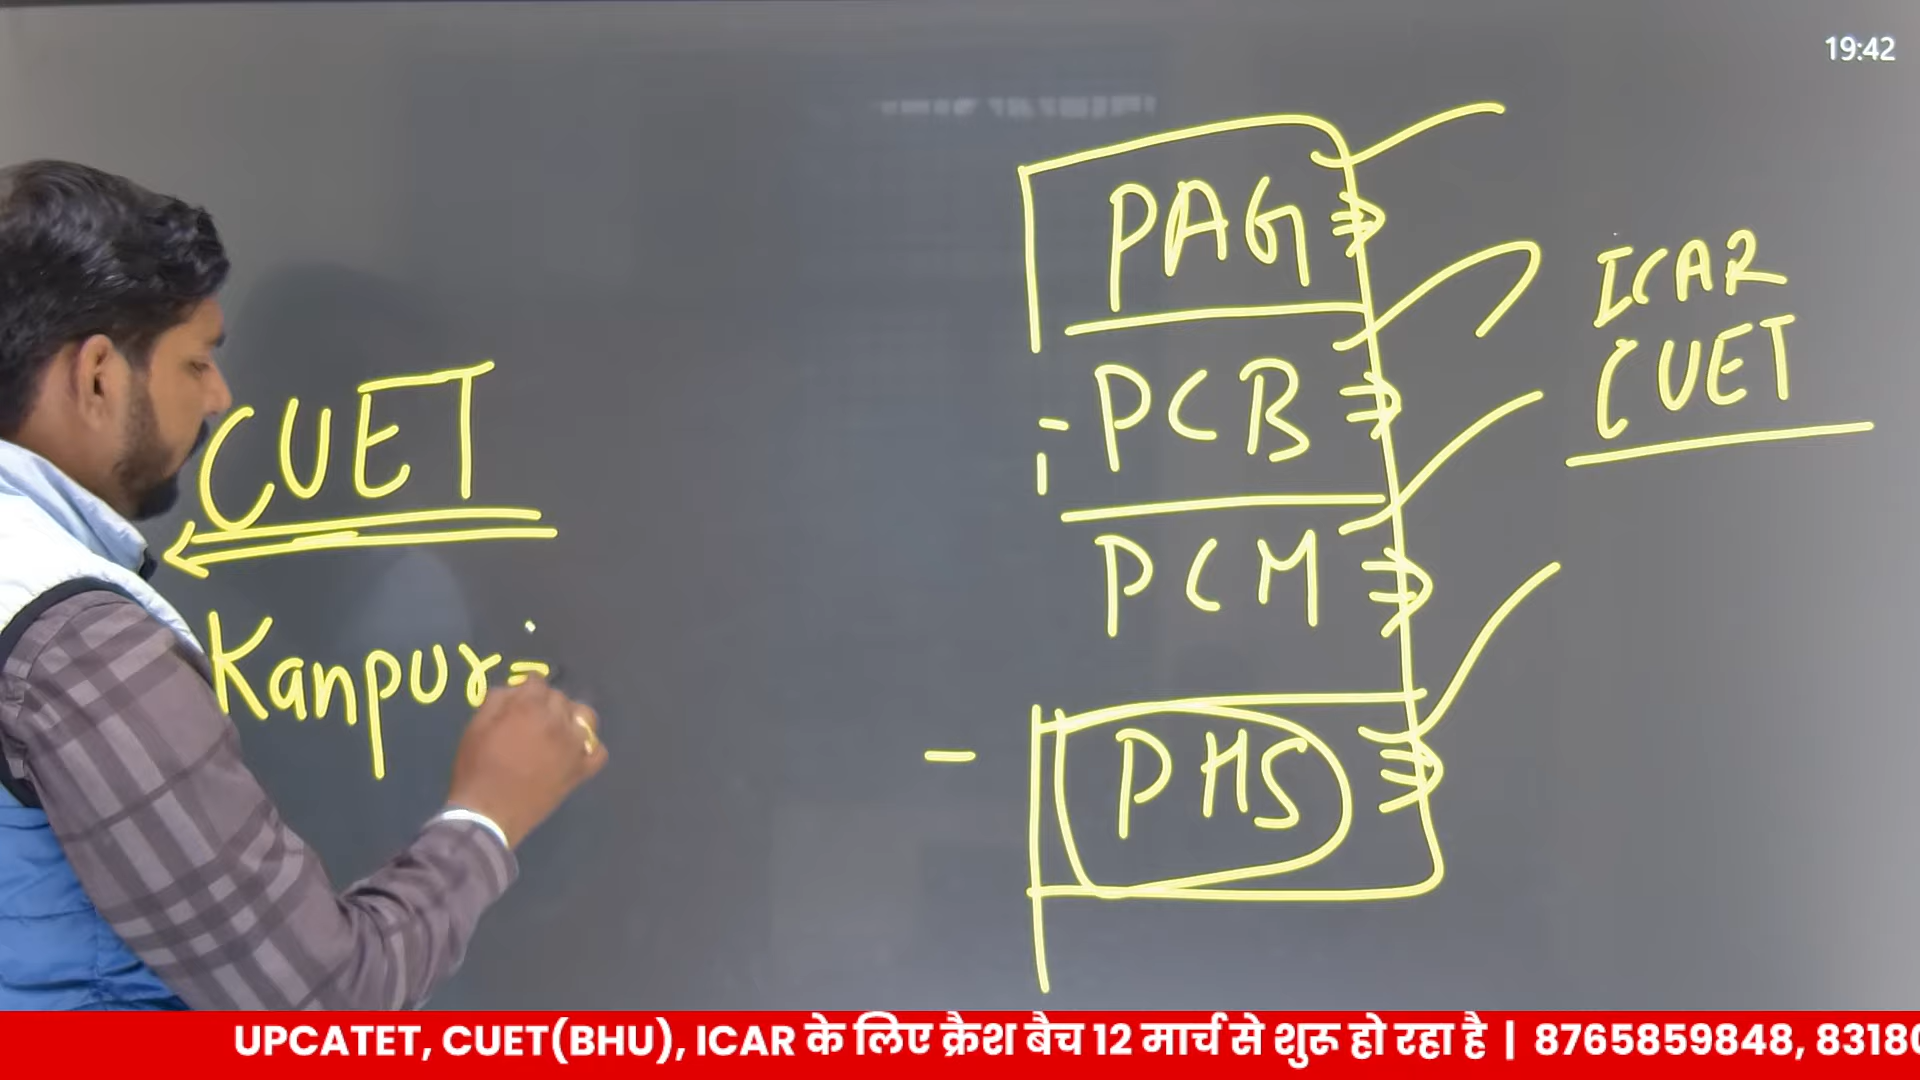 19:42
PAG
ICAR
CUET
PCB
CUET
PCM
Kanpur =
PHS
UPCATET, CUET(BHU), ICAR के लिए क्रैश बैच 12 मार्च से शुरू हो रहा है | 8765859848, 83180